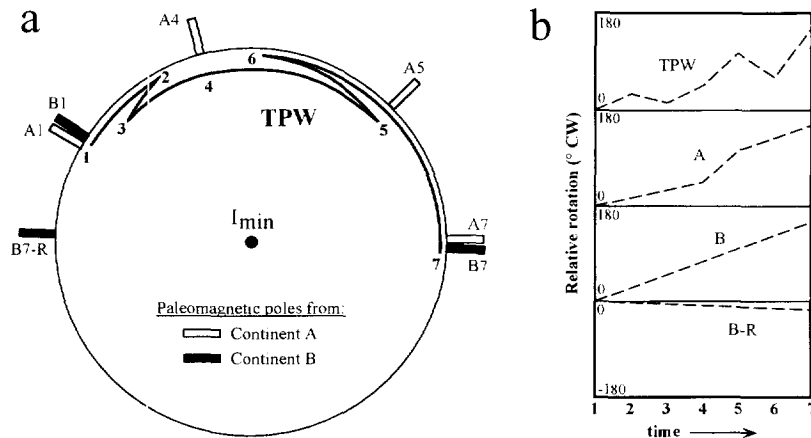 a
A4
6
A5
2
4
TPW
B1
A1
3
5
1
I min
B7-R
A7
7
B7
Paleomagnetic poles from:
Continent A
Continent B
b
Relative rotation (° CW)
180
TPW
0
180
A
0
180
B
0
0
B-R
-180
1 2 3 4 5 6 7
time